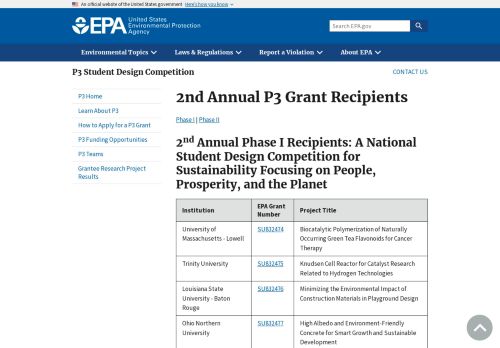 An official website of the United States government Here's how you know
EPA United States
Environmental Protection
Agency
Search EPA.gov
Environmental Topics
Laws & Regulations
Report a Violation
About EPA
P3 Student Design Competition
CONTACT US
P3 Home
Learn About P3
How to Apply for a P3 Grant
P3 Funding Opportunities
P3 Teams
Grantee Research Project
Results
2nd Annual P3 Grant Recipients
Phase I | Phase II
2nd Annual Phase I Recipients: A National
Student Design Competition for
Sustainability Focusing on People,
Prosperity, and the Planet
Institution
EPA Grant
Number
Project Title
University of
Massachusetts - Lowell
SU832474
Biocatalytic Polymerization of Naturally
Occurring Green Tea Flavonoids for Cancer
Therapy
Trinity University
SU832475
Knudsen Cell Reactor for Catalyst Research
Related to Hydrogen Technologies
Louisiana State
University - Baton
Rouge
SU832476
Minimizing the Environmental Impact of
Construction Materials in Playground Design
Ohio Northern
University
SU832477
High Albedo and Environment-Friendly
Concrete for Smart Growth and Sustainable
Development